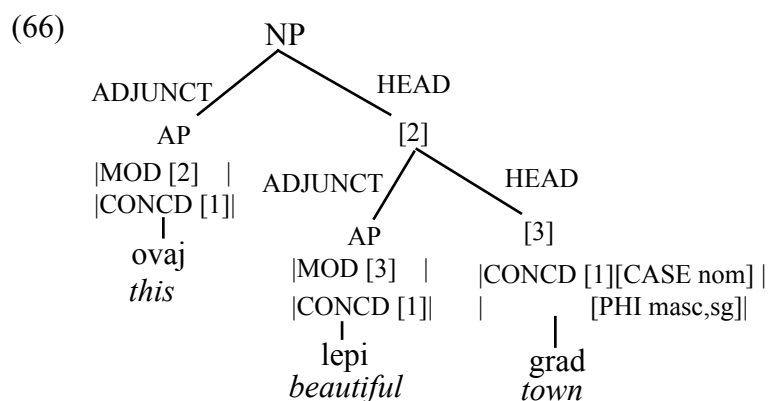 (66)
NP
ADJUNCT HEAD
AP [2]
|MOD [2] |
|CONCD [1]|
ADJUNCT HEAD
ovaj
this
AP [3]
|MOD [3] | |CONCD [1][CASE nom] |
|CONCD [1]| | [PHI masc,sg]|
lepi grad
beautiful town